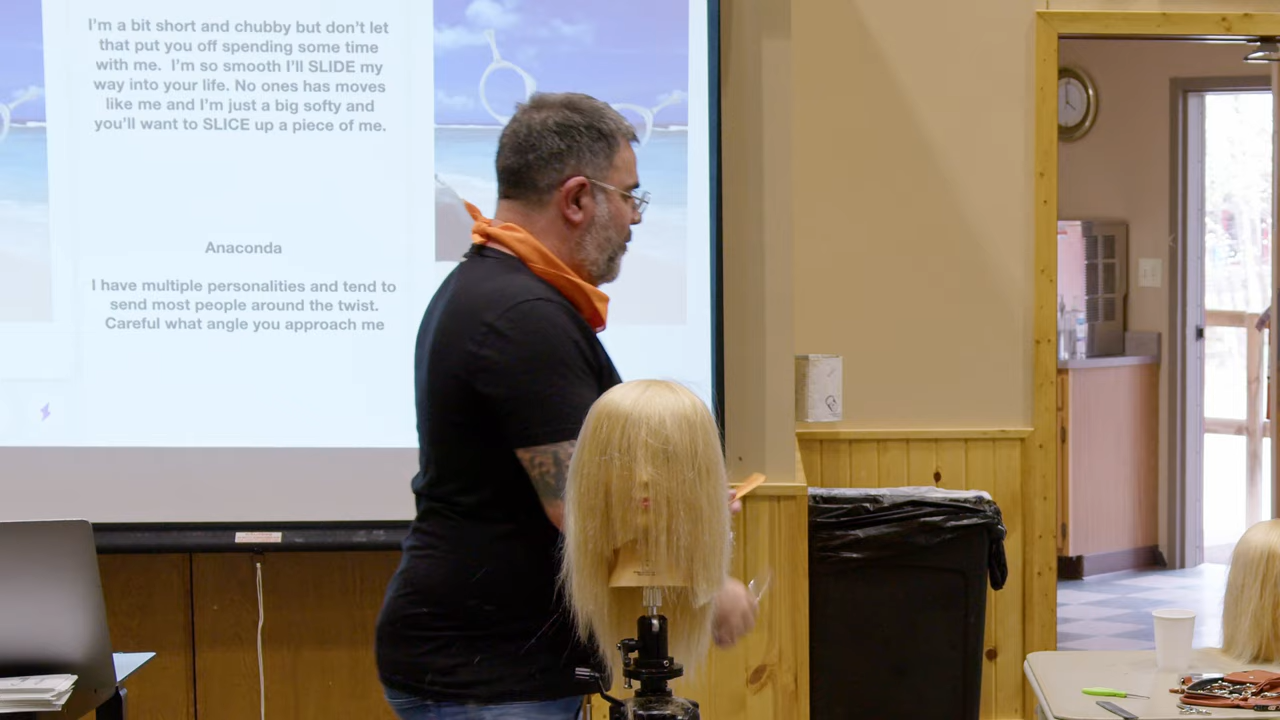 I'm a bit short and chubby but don't let
that put you off spending some time
with me.  I'm so smooth I'll SLIDE my
way into your life. No ones has moves
like me and I'm just a big softy and
you'll want to SLICE up a piece of me.
Anaconda
I have multiple personalities and tend to
send most people around the twist.
Careful what angle you approach me